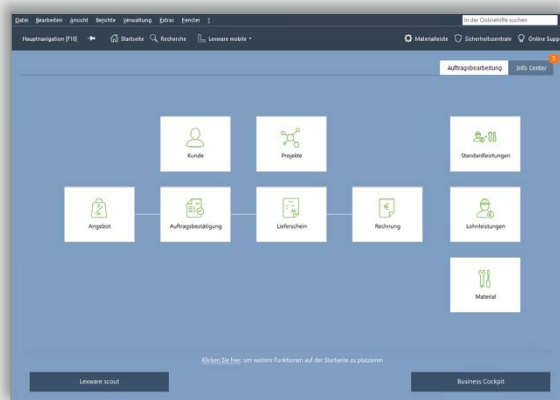 Datei Bearbeiten Ansicht Berichte Verwaltung Extras Fenster ?
In der Onlinehilfe suchen
Hauptnavigation [F10] Startseite Recherche Lexware mobile Materialliste Sicherheitszentrale Online Supp
3
Auftragsbearbeitung Info Center
Kunde Projekte Standardleistungen
Angebot Auftragsbestätigung Lieferschein Rechnung Lohnleistungen
Material
Klicken Sie hier, um weitere Funktionen auf der Startseite zu platzieren
Lexware scout Business Cockpit